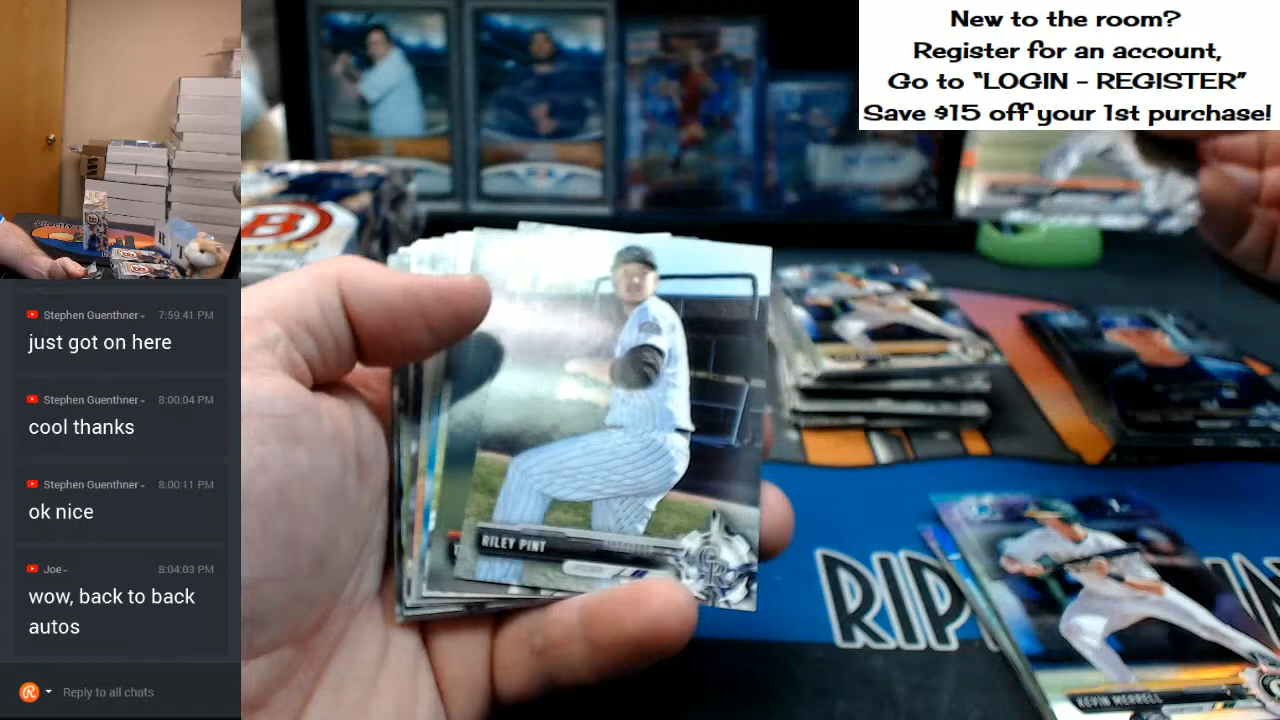 New to the room?
Register for an account,
Go to "LOGIN - REGISTER"
Save $15 off your 1st purchase!
Stephen Guenthner 7:59:41 PM
just got on here
Stephen Guenthner 8:00:04 PM
cool thanks
Stephen Guenthner 8:00:11 PM
ok nice
Joe 8:04:03 PM
wow, back to back
autos
Reply to all chats
B
R T
RILEY PINT
CR
RIP
IN
KEVIN MERRELL